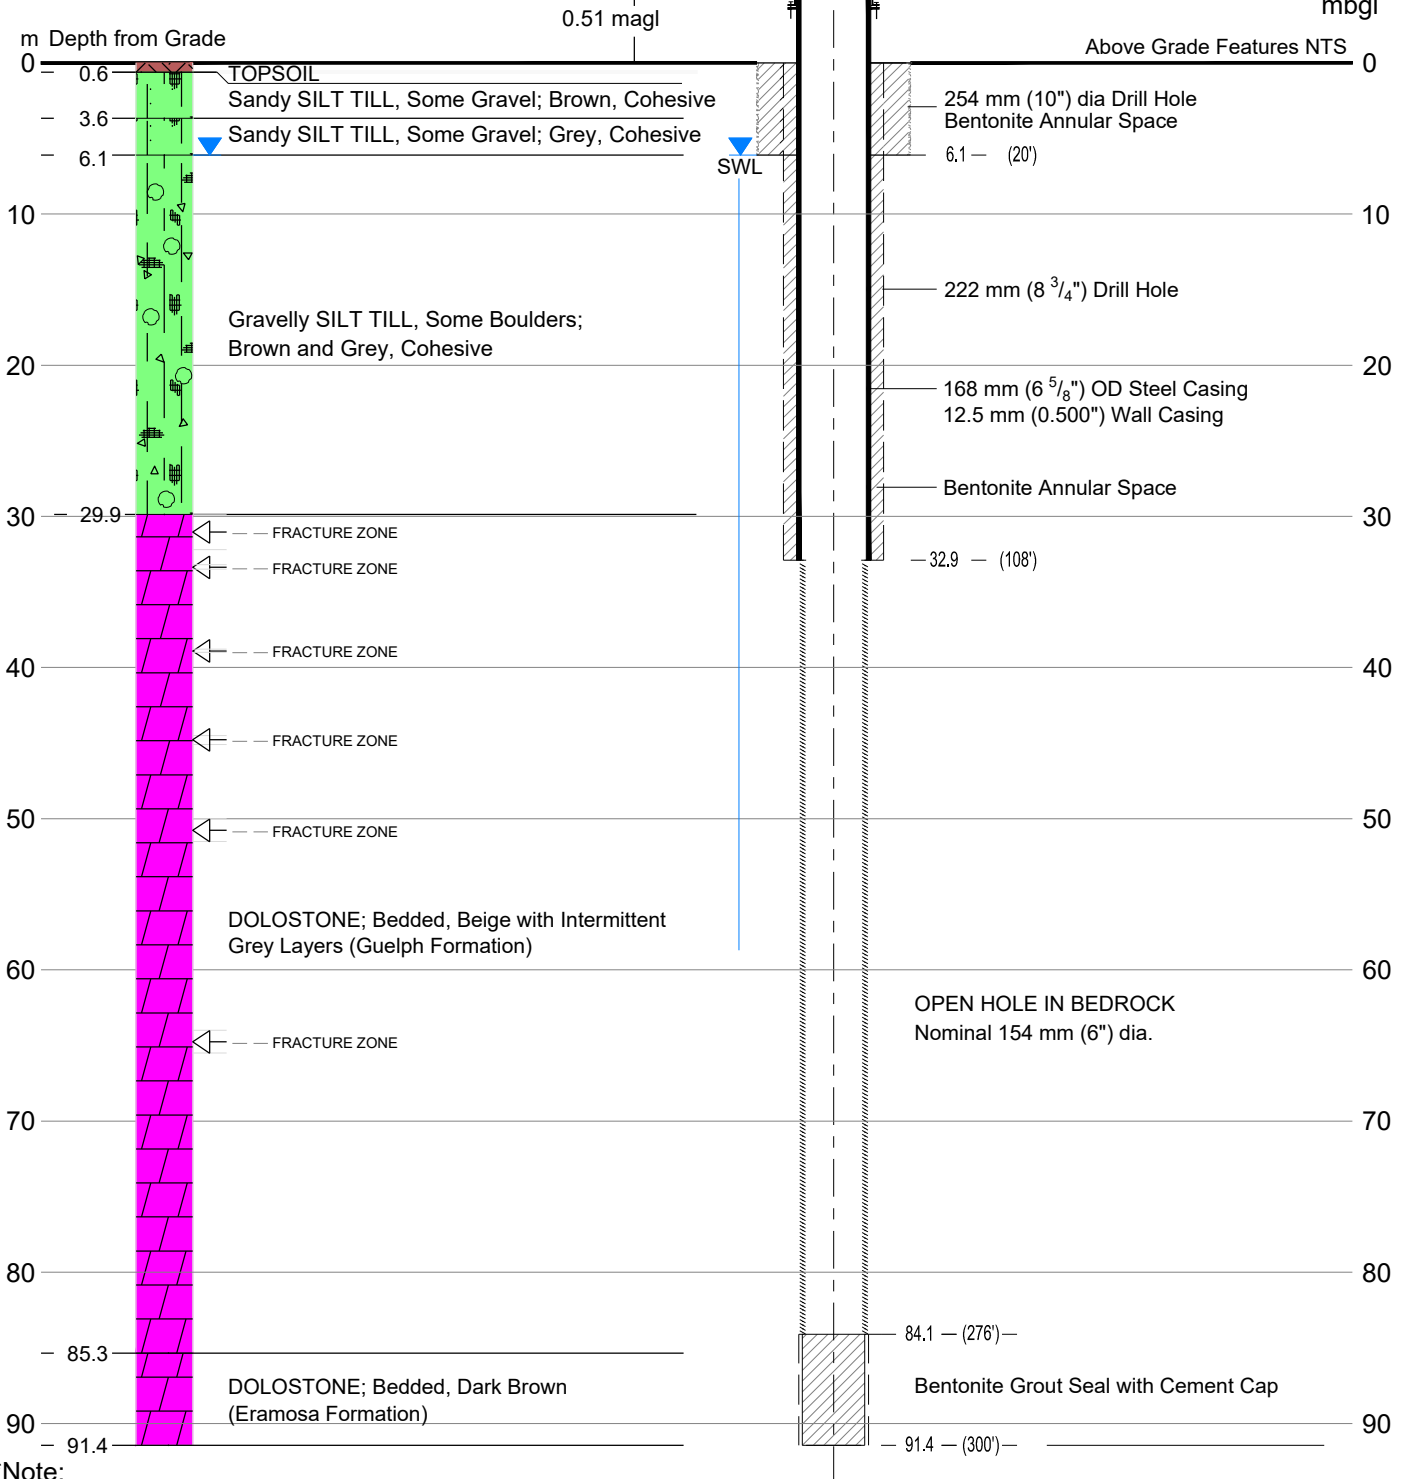 0.51 magl
mbgl
m Depth from Grade
Above Grade Features NTS
0
0
0.6
TOPSOIL
Sandy SILT TILL, Some Gravel; Brown, Cohesive
254 mm (10") dia Drill Hole
Bentonite Annular Space
3.6
Sandy SILT TILL, Some Gravel; Grey, Cohesive
6.1
SWL
6.1 (20')
10
10
222 mm (8 3/4") Drill Hole
Gravelly SILT TILL, Some Boulders;
Brown and Grey, Cohesive
20
20
168 mm (6 5/8") OD Steel Casing
12.5 mm (0.500") Wall Casing
Bentonite Annular Space
29.9
30
30
FRACTURE ZONE
32.9 (108')
FRACTURE ZONE
FRACTURE ZONE
40
40
FRACTURE ZONE
50
50
FRACTURE ZONE
DOLOSTONE; Bedded, Beige with Intermittent
Grey Layers (Guelph Formation)
60
60
OPEN HOLE IN BEDROCK
Nominal 154 mm (6") dia.
FRACTURE ZONE
70
70
80
80
84.1 (276')
85.3
DOLOSTONE; Bedded, Dark Brown
(Eramosa Formation)
Bentonite Grout Seal with Cement Cap
90
90
91.4
91.4 (300')
Note: